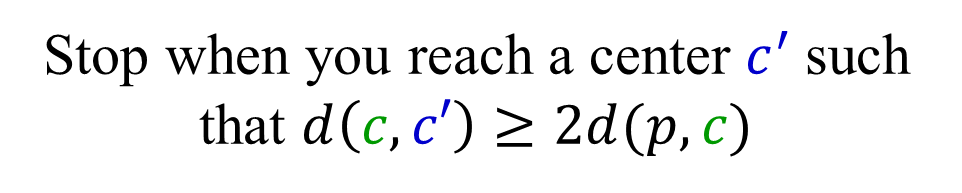 Stop when you reach a center c′ such
that d(c, c′) ≥ 2d(p, c)